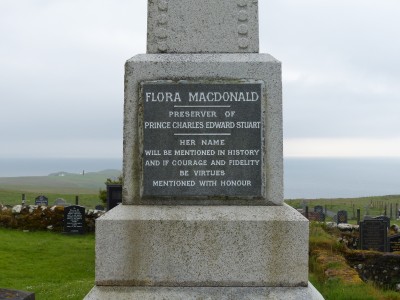 FLORA MACDONALD
PRESERVER OF
PRINCE CHARLES EDWARD STUART
HER NAME
WILL BE MENTIONED IN HISTORY
AND IF COURAGE AND FIDELITY
BE VIRTUES
MENTIONED WITH HONOUR